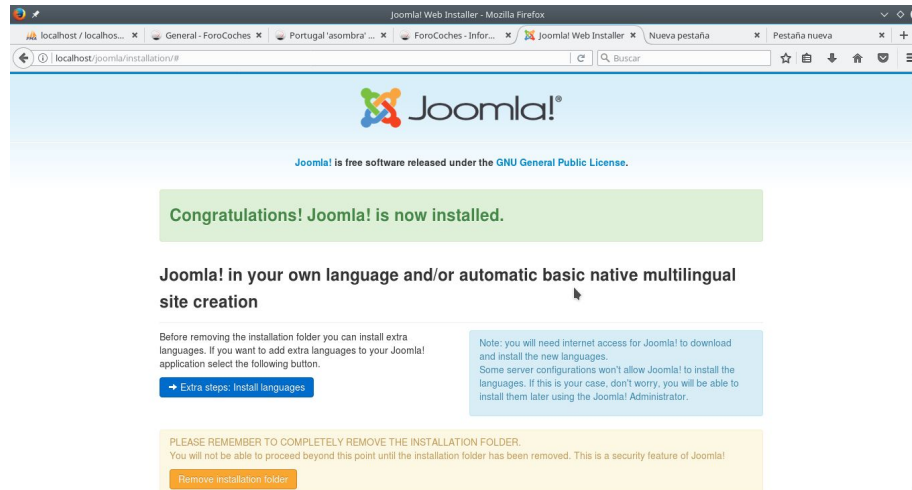 Joomla! Web Installer - Mozilla Firefox
localhost / localhos...
General - ForoCoches
Portugal 'asombra' ...
ForoCoches - Infor...
Joomla! Web Installer
Nueva pestaña
Pestaña nueva
localhost/joomla/installation/#
Buscar
Joomla!®
Joomla! is free software released under the GNU General Public License.
Congratulations! Joomla! is now installed.
Joomla! in your own language and/or automatic basic native multilingual
site creation
Before removing the installation folder you can install extra
languages. If you want to add extra languages to your Joomla!
application select the following button.
Extra steps: Install languages
Note: you will need internet access for Joomla! to download
and install the new languages.
Some server configurations won't allow Joomla! to install the
languages. If this is your case, don't worry, you will be able to
install them later using the Joomla! Administrator.
PLEASE REMEMBER TO COMPLETELY REMOVE THE INSTALLATION FOLDER.
You will not be able to proceed beyond this point until the installation folder has been removed. This is a security feature of Joomla!
Remove installation folder